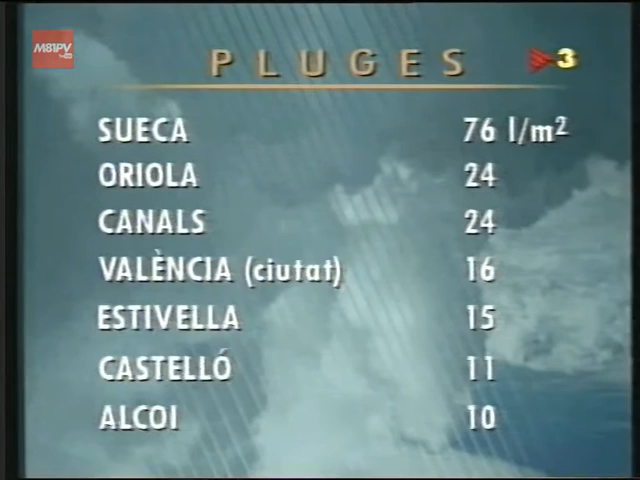 M81PV
PLUGES
3
SUECA 76 l/m²
ORIOLA 24
CANALS 24
VALÈNCIA (ciutat) 16
ESTIVELLA 15
CASTELLÓ 11
ALCOI 10